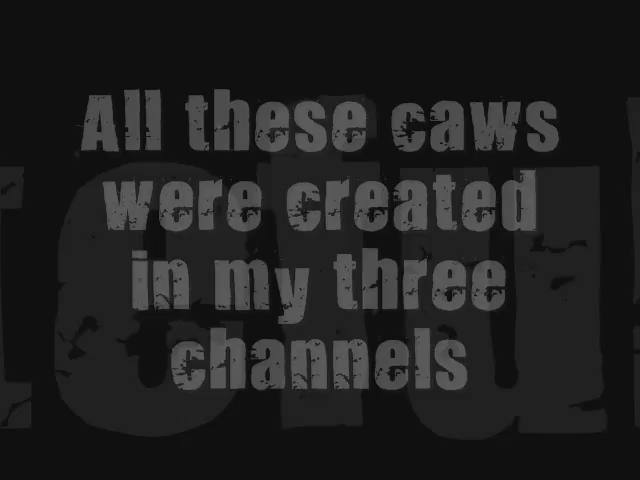 All these caws
were created
in my three
channels